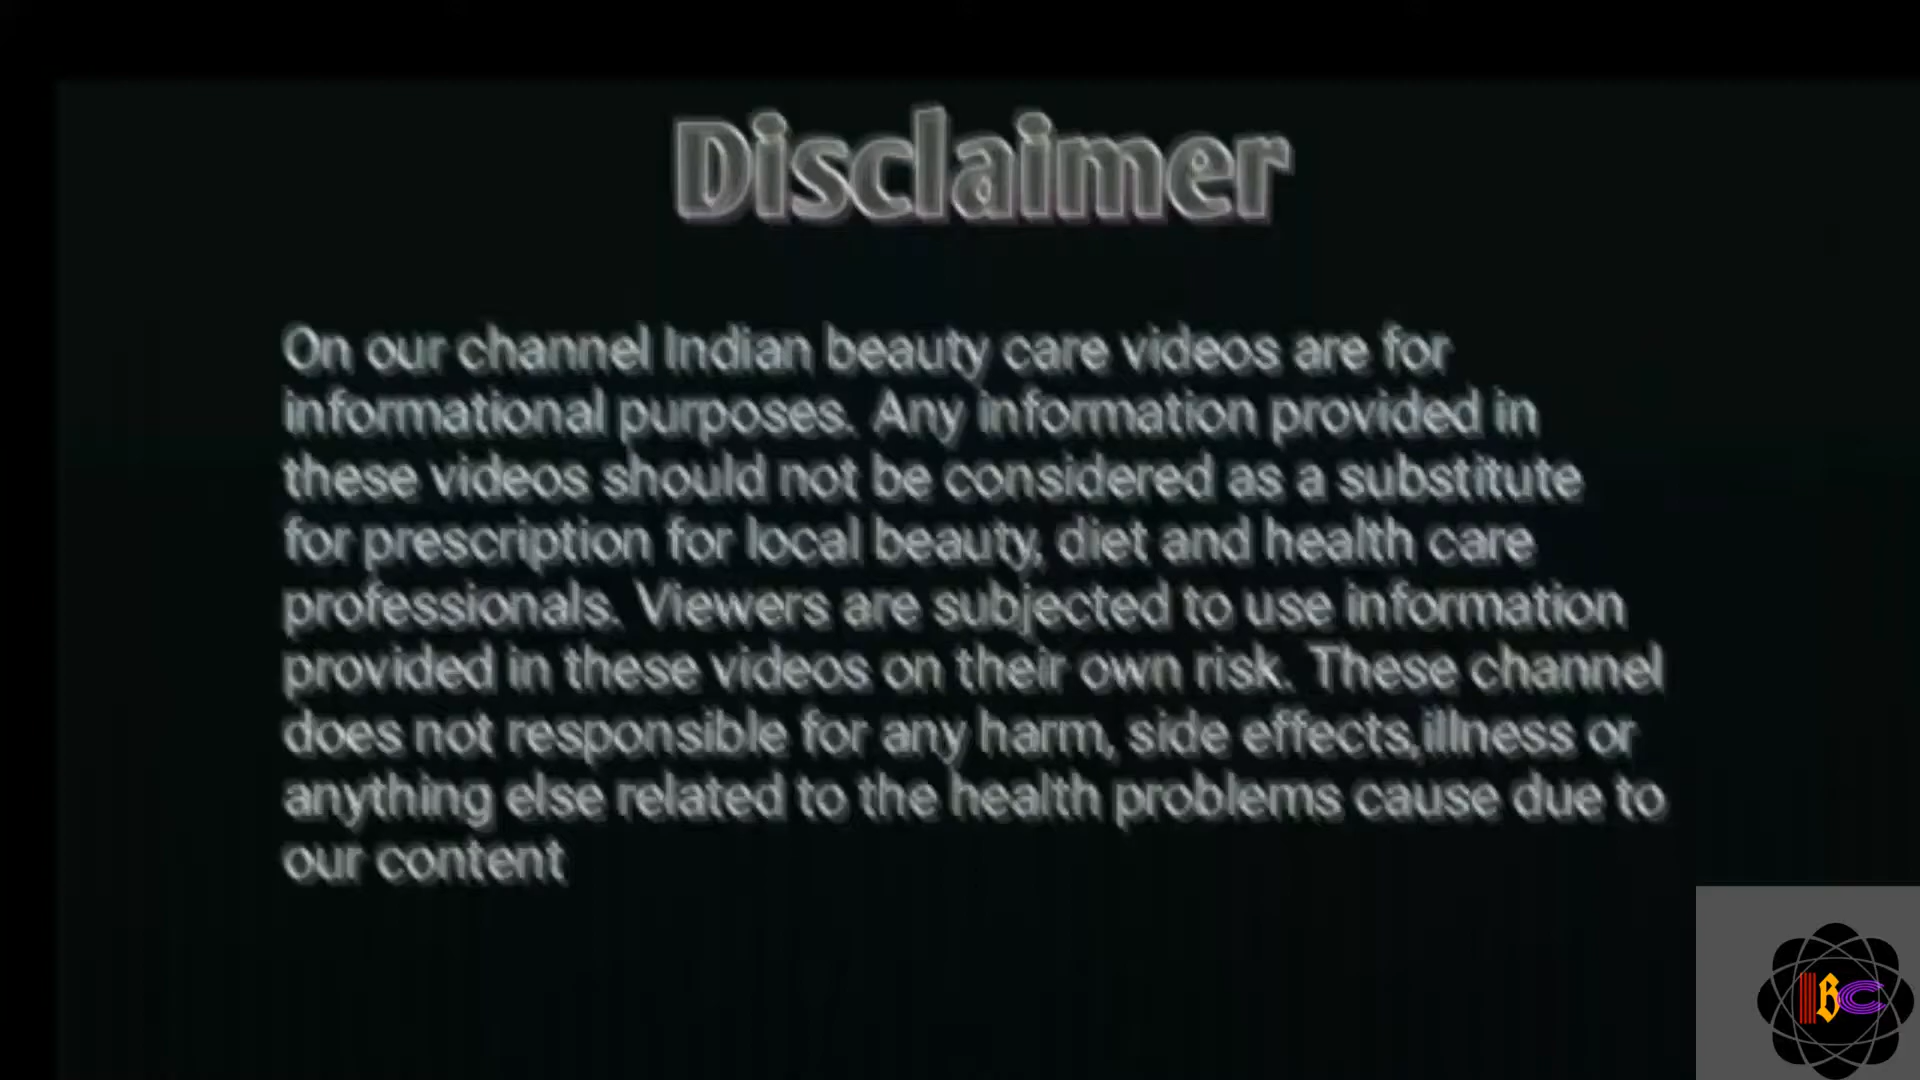 Disclaimer
On our channel Indian beauty care videos are for
informational purposes. Any information provided in
these videos should not be considered as a substitute
for prescription for local beauty, diet and health care
professionals. Viewers are subjected to use information
provided in these videos on their own risk. These channel
does not responsible for any harm, side effects,illness or
anything else related to the health problems cause due to
our content
IBC